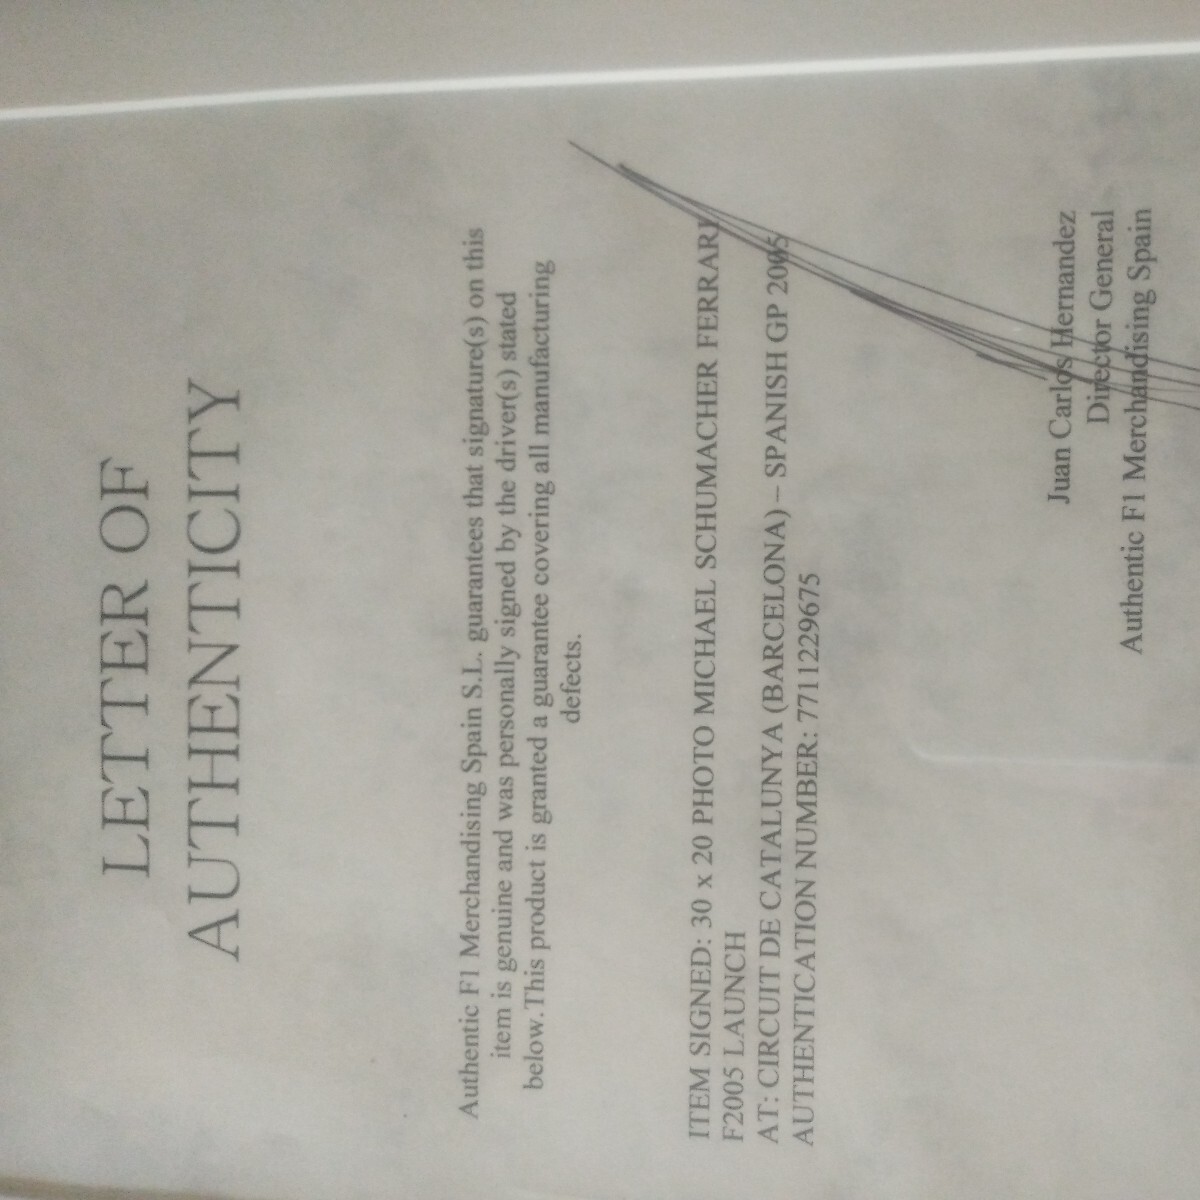 LETTER OF
AUTHENTICITY
Authentic F1 Merchandising Spain S.L. guarantees that signature(s) on this
item is genuine and was personally signed by the driver(s) stated
below.This product is granted a guarantee covering all manufacturing
defects.
ITEM SIGNED: 30 x 20 PHOTO MICHAEL SCHUMACHER FERRARI
F2005 LAUNCH
AT: CIRCUIT DE CATALUNYA (BARCELONA) – SPANISH GP 2005
AUTHENTICATION NUMBER: 7711229675
Juan Carlos Hernandez
Director General
Authentic F1 Merchandising Spain